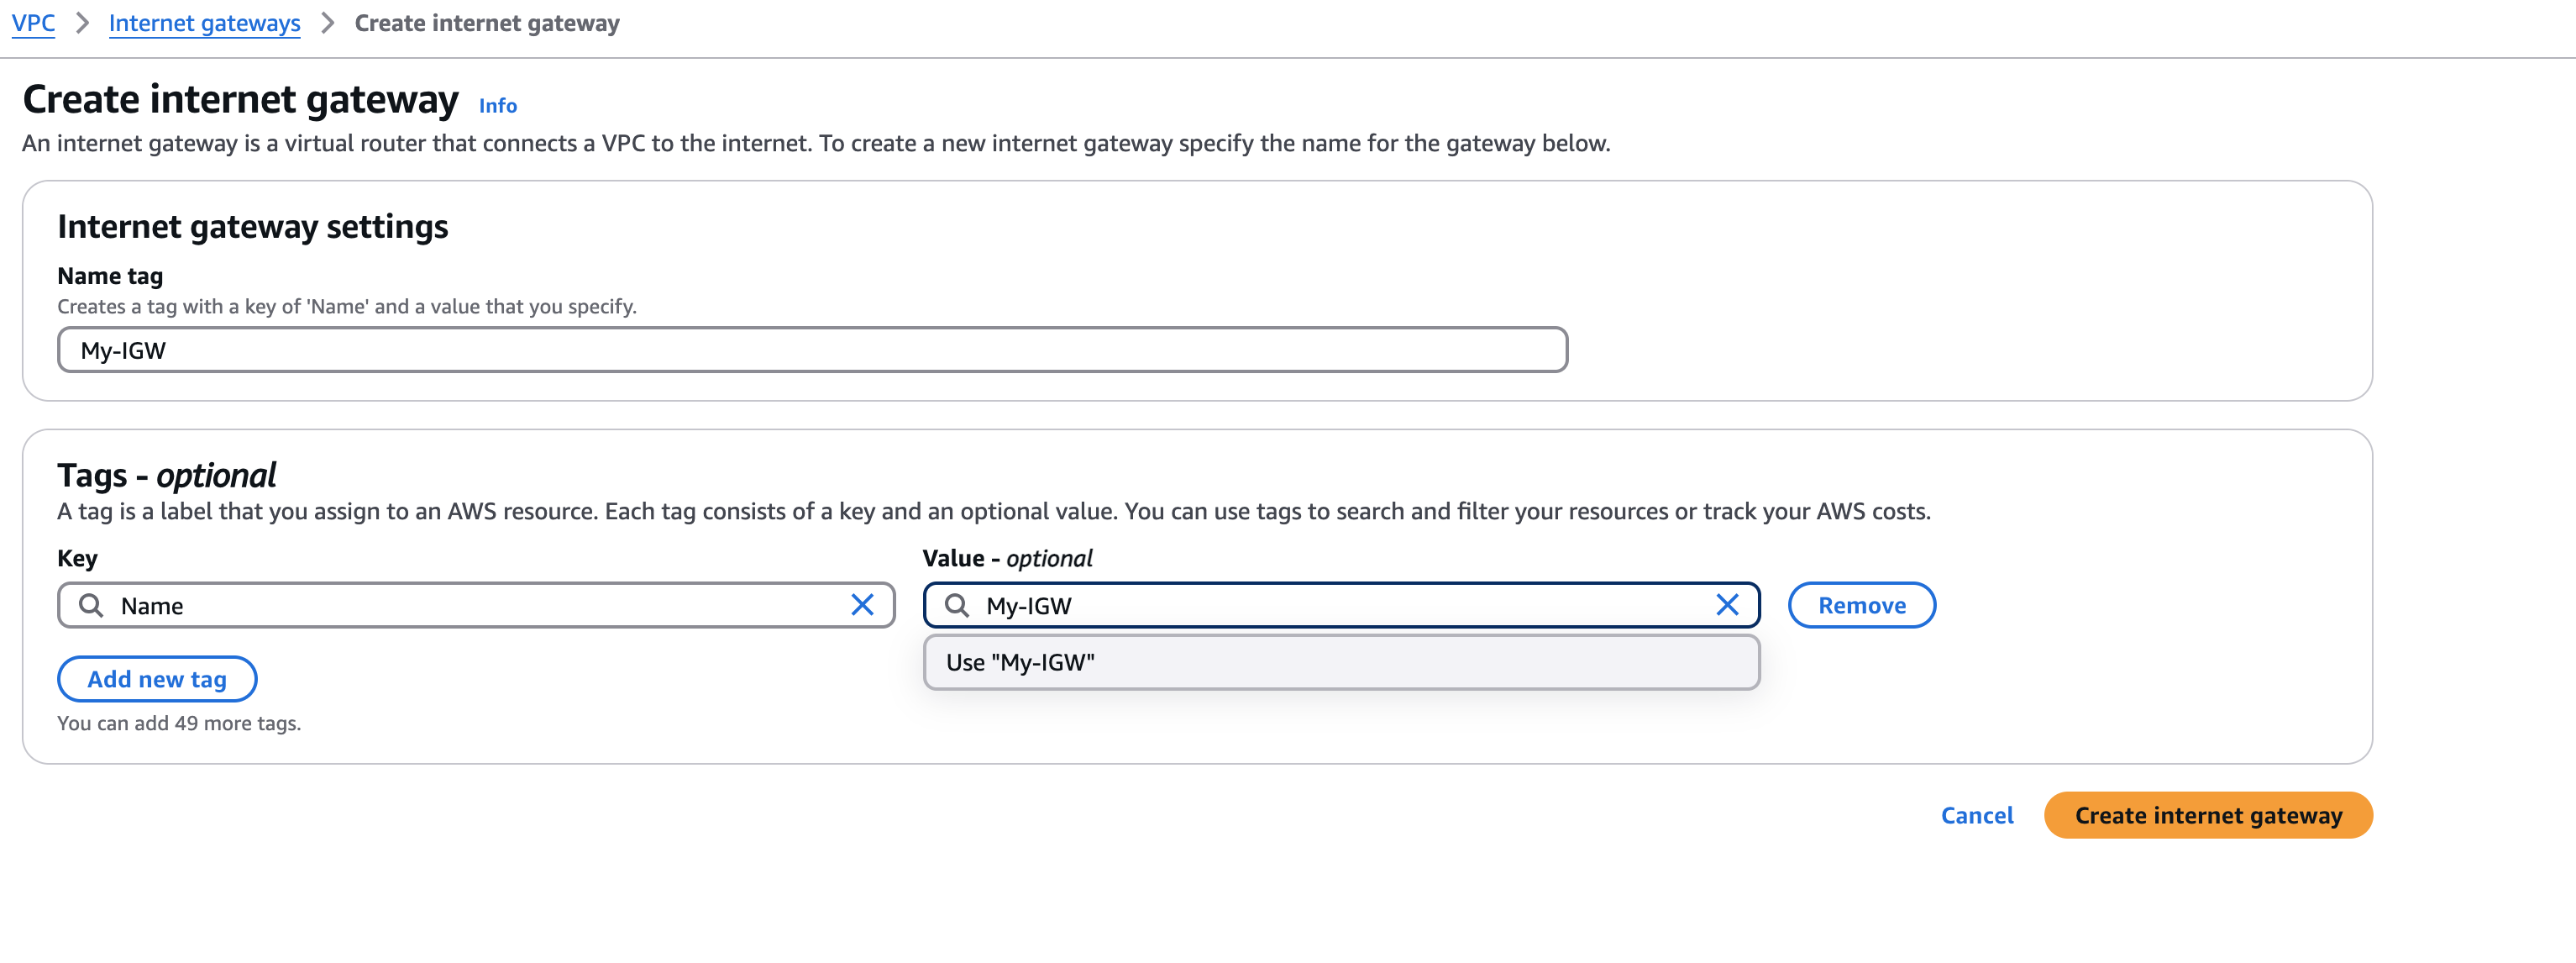 VPC > Internet gateways > Create internet gateway
Create internet gateway Info
An internet gateway is a virtual router that connects a VPC to the internet. To create a new internet gateway specify the name for the gateway below.
Internet gateway settings
Name tag
Creates a tag with a key of 'Name' and a value that you specify.
My-IGW
Tags - optional
A tag is a label that you assign to an AWS resource. Each tag consists of a key and an optional value. You can use tags to search and filter your resources or track your AWS costs.
Key Value - optional
Name My-IGW Remove
Use "My-IGW"
Add new tag
You can add 49 more tags.
Cancel Create internet gateway